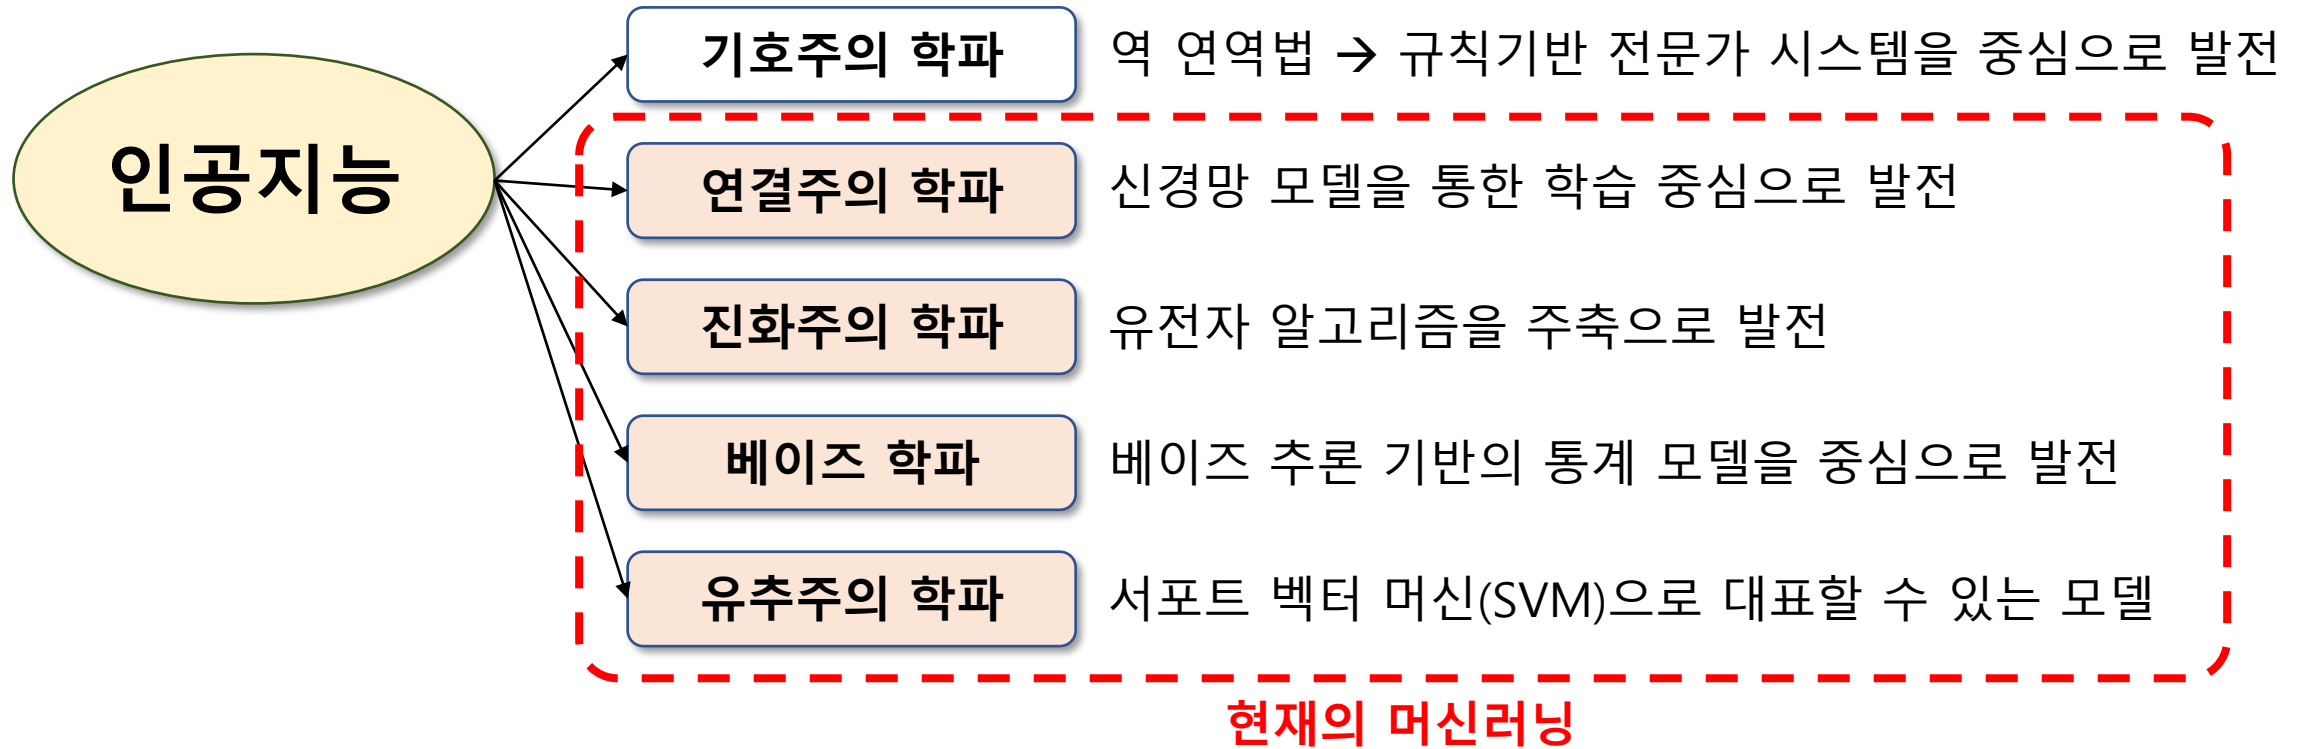 인공지능
기호주의 학파
역 연역법 → 규칙기반 전문가 시스템을 중심으로 발전
연결주의 학파
신경망 모델을 통한 학습 중심으로 발전
진화주의 학파
유전자 알고리즘을 주축으로 발전
베이즈 학파
베이즈 추론 기반의 통계 모델을 중심으로 발전
유추주의 학파
서포트 벡터 머신(SVM)으로 대표할 수 있는 모델
현재의 머신러닝